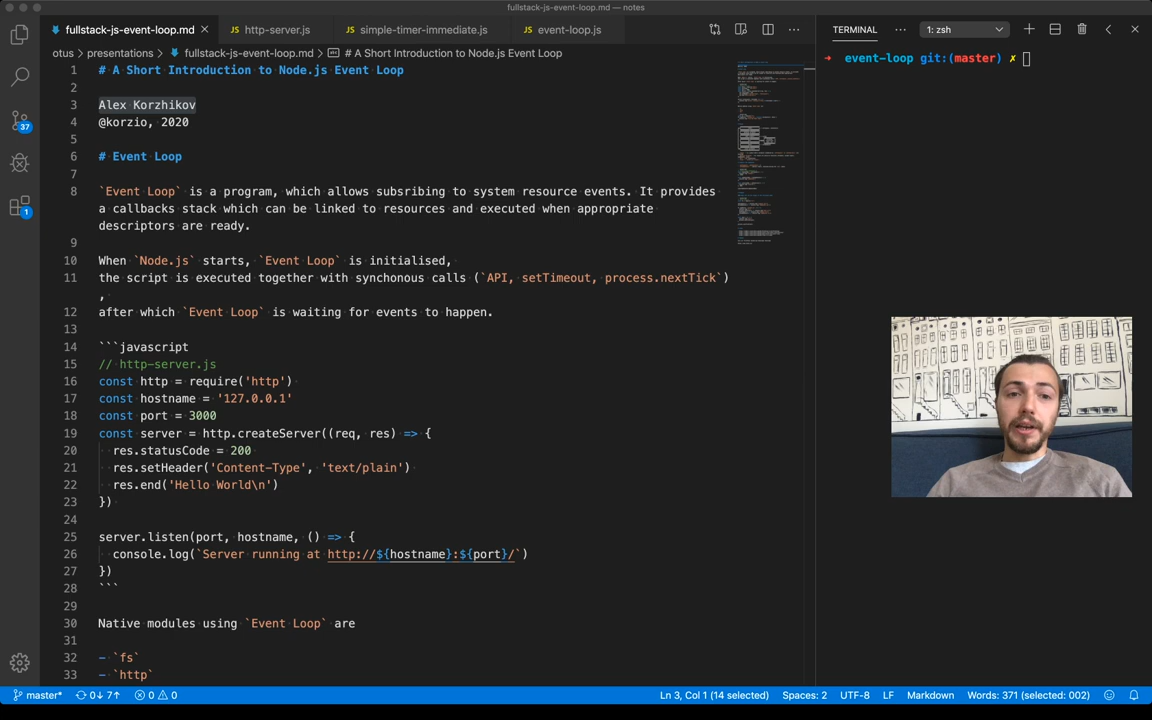 fullstack-js-event-loop.md — notes
fullstack-js-event-loop.md
JS http-server.js
JS simple-timer-immediate.js
JS event-loop.js
otus > presentations > fullstack-js-event-loop.md > # A Short Introduction to Node.js Event Loop
1 # A Short Introduction to Node.js Event Loop
2
3 Alex Korzhikov
4 @korzio, 2020
5
6 # Event Loop
7
8 `Event Loop` is a program, which allows subsribing to system resource events. It provides
a callbacks stack which can be linked to resources and executed when appropriate
descriptors are ready.
9
10 When `Node.js` starts, `Event Loop` is initialised,
11 the script is executed together with synchonous calls (`API, setTimeout, process.nextTick`)
,
12 after which `Event Loop` is waiting for events to happen.
13
14 ```javascript
15 // http-server.js
16 const http = require('http')
17 const hostname = '127.0.0.1'
18 const port = 3000
19 const server = http.createServer((req, res) => {
20 res.statusCode = 200
21 res.setHeader('Content-Type', 'text/plain')
22 res.end('Hello World\n')
23 })
24
25 server.listen(port, hostname, () => {
26 console.log(`Server running at http://${hostname}:${port}/`)
27 })
28 ```
29
30 Native modules using `Event Loop` are
31
32 - `fs`
33 - `http`
37
1
TERMINAL
1: zsh
→ event-loop git:(master) ✗
master*
0↓ 7↑
0 0
Ln 3, Col 1 (14 selected)
Spaces: 2
UTF-8
LF
Markdown
Words: 371 (selected: 002)